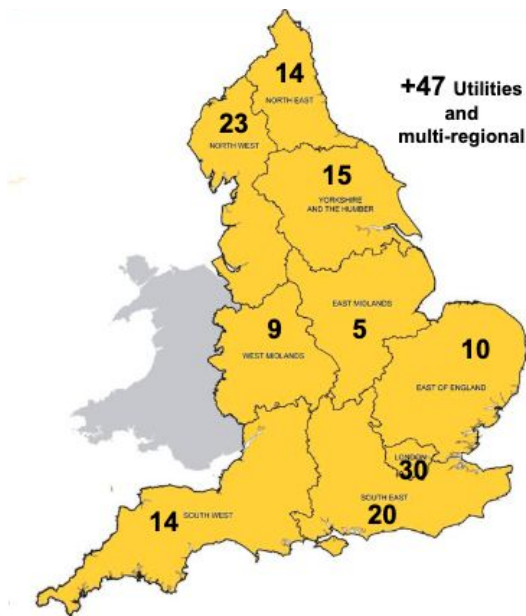 14
NORTH EAST
+47 Utilities
and
multi-regional
23
NORTH WEST
15
YORKSHIRE
AND THE HUMBER
EAST MIDLANDS
9
5
WEST MIDLANDS
10
EAST OF ENGLAND
LONDON
30
SOUTH EAST
14 SOUTH WEST
20